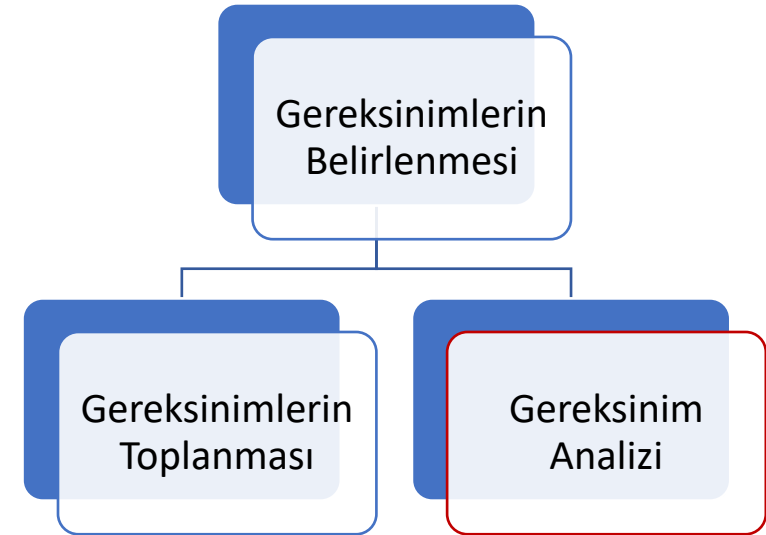 Gereksinimlerin
Belirlenmesi
Gereksinimlerin
Toplanması
Gereksinim
Analizi